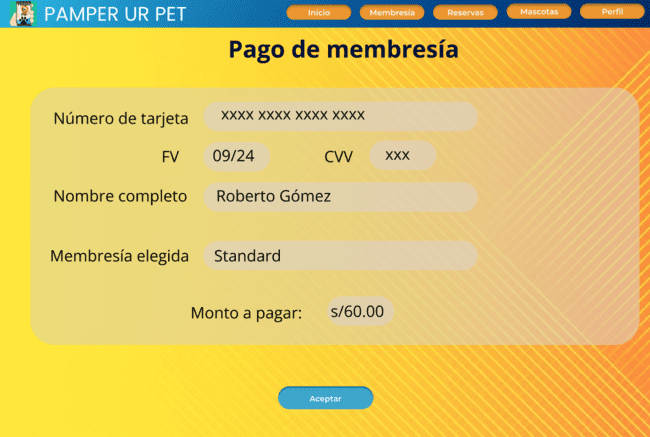 PAMPER UR PET
Inicio Membresía Reservas Mascotas Perfil
Pago de membresía
Número de tarjeta xxxx xxxx xxxx xxxx
FV 09/24 CVV xxx
Nombre completo Roberto Gómez
Membresía elegida Standard
Monto a pagar: s/60.00
Aceptar